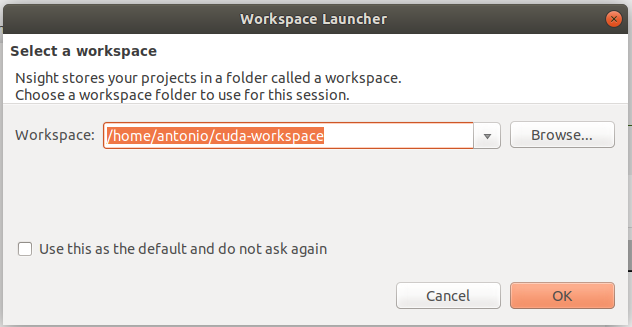 Workspace Launcher
Select a workspace
Nsight stores your projects in a folder called a workspace.
Choose a workspace folder to use for this session.
Workspace: /home/antonio/cuda-workspace Browse...
Use this as the default and do not ask again
Cancel OK